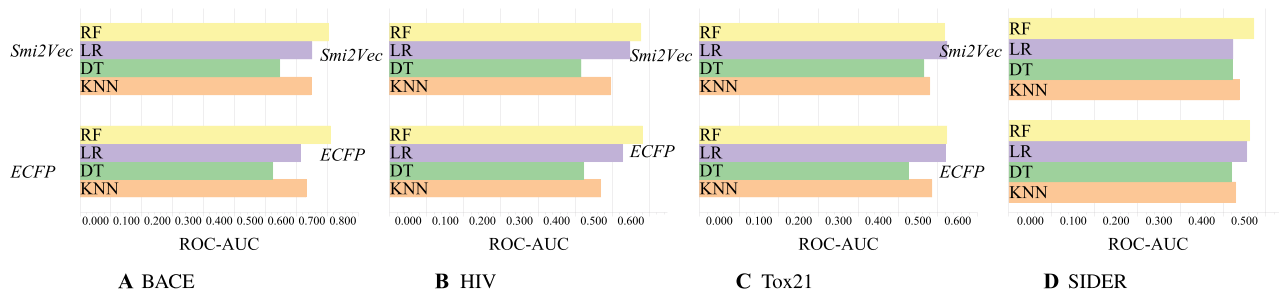 RF
Smi2Vec
LR
DT
KNN
RF
LR
ECFP
DT
KNN
0.000 0.100 0.200 0.300 0.400 0.500 0.600 0.700 0.800
ROC-AUC
A BACE
RF
LR
Smi2Vec
DT
KNN
RF
LR
ECFP
DT
KNN
0.000 0.100 0.200 0.300 0.400 0.500 0.600
ROC-AUC
B HIV
RF
LR
Smi2Vec
DT
KNN
RF
LR
ECFP
DT
KNN
0.000 0.100 0.200 0.300 0.400 0.500 0.600
ROC-AUC
C Tox21
RF
Smi2Vec
LR
DT
KNN
RF
LR
ECFP
DT
KNN
0.000 0.100 0.200 0.300 0.400 0.500
ROC-AUC
D SIDER